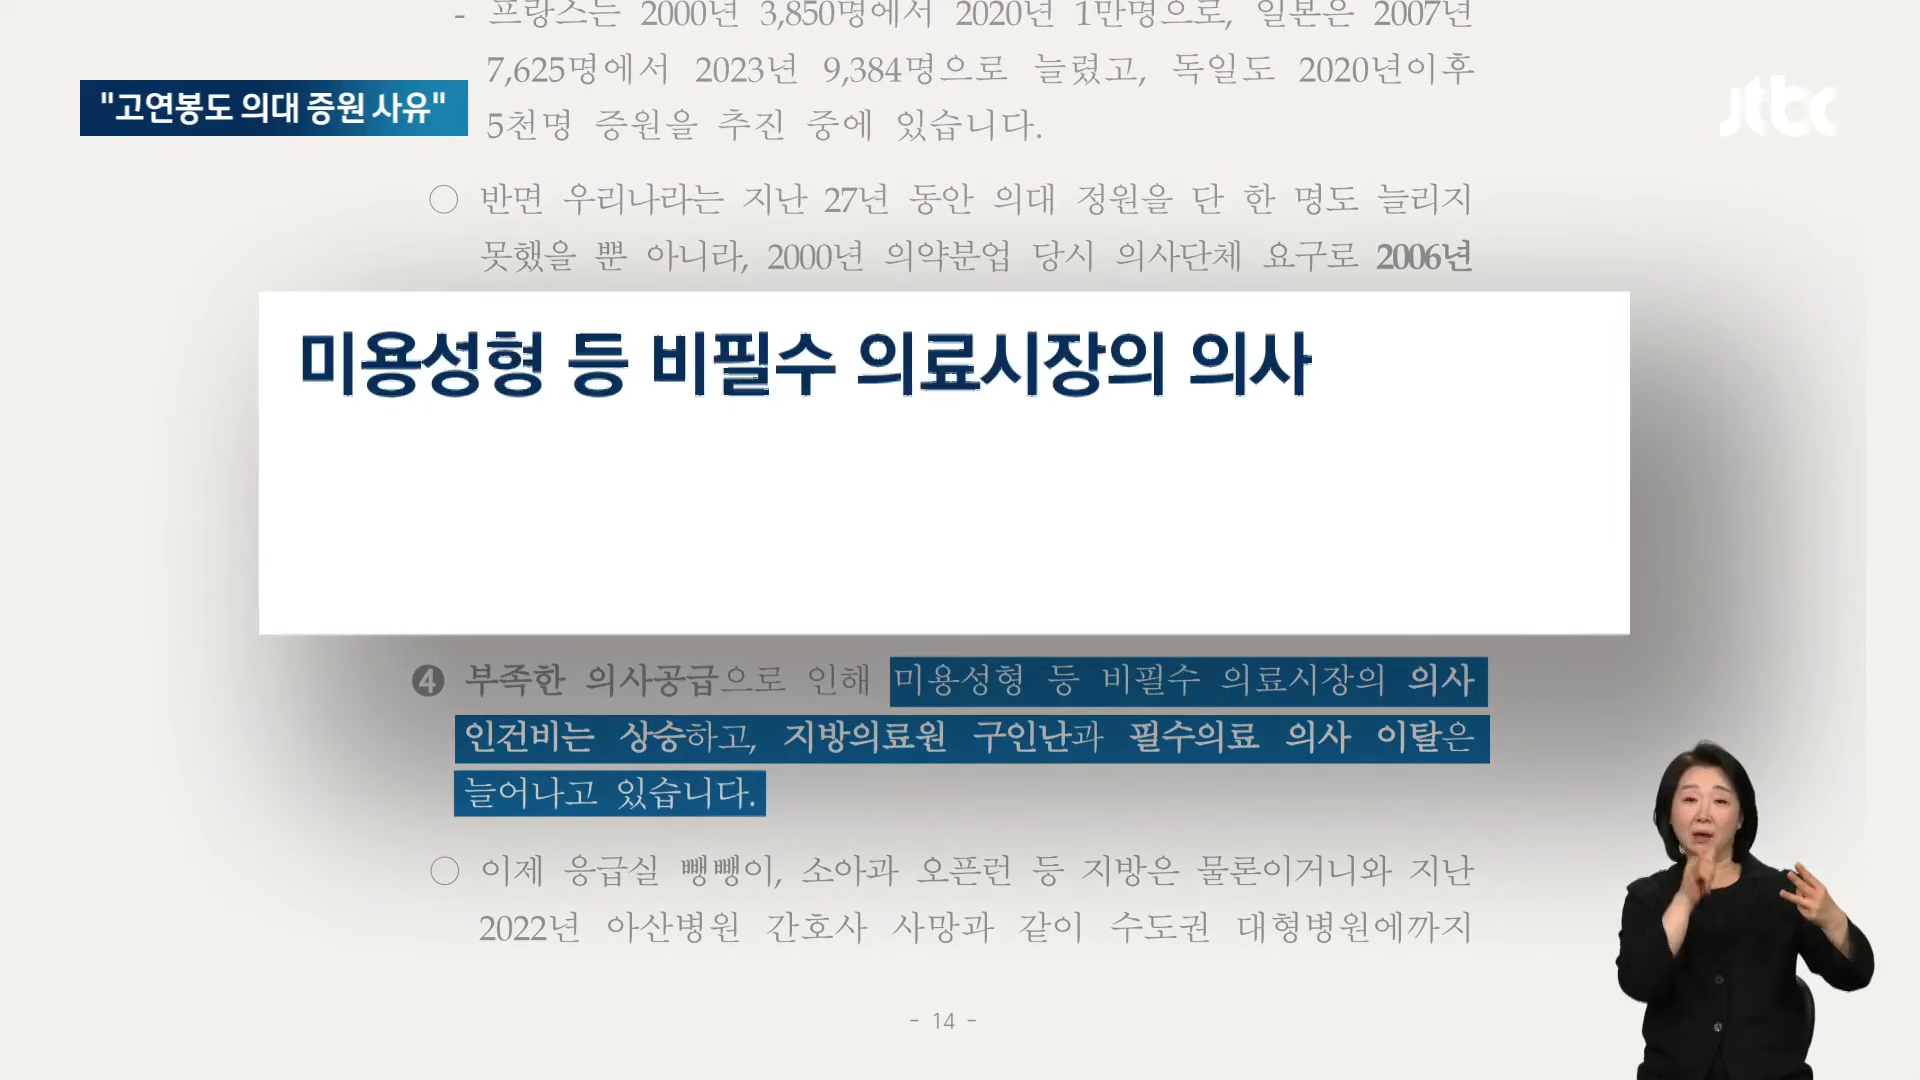 - 프랑스는 2000년 3,850명에서 2020년 1만명으로, 일본은 2007년
7,625명에서 2023년 9,384명으로 늘렸고, 독일도 2020년이후
5천명 증원을 추진 중에 있습니다.
"고연봉도 의대 증원 사유"
jtbc
○ 반면 우리나라는 지난 27년 동안 의대 정원을 단 한 명도 늘리지
못했을 뿐 아니라, 2000년 의약분업 당시 의사단체 요구로 2006년
미용성형 등 비필수 의료시장의 의사
❹ 부족한 의사공급으로 인해 미용성형 등 비필수 의료시장의 의사
인건비는 상승하고, 지방의료원 구인난과 필수의료 의사 이탈은
늘어나고 있습니다.
○ 이제 응급실 뺑뺑이, 소아과 오픈런 등 지방은 물론이거니와 지난
2022년 아산병원 간호사 사망과 같이 수도권 대형병원에까지
- 14 -